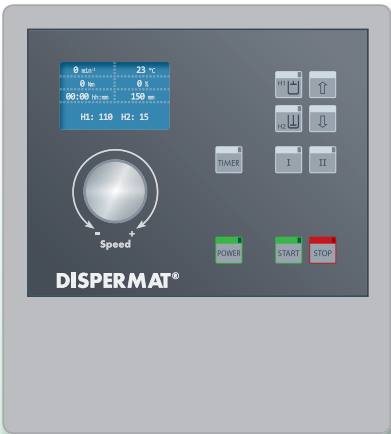 0 min⁻¹ 23 °C
0 Nm 0 %
00:00 hh:mm 150 mm
H1: 110 H2: 15
H1
H2
TIMER I II
- +
Speed
POWER START STOP
DISPERMAT®